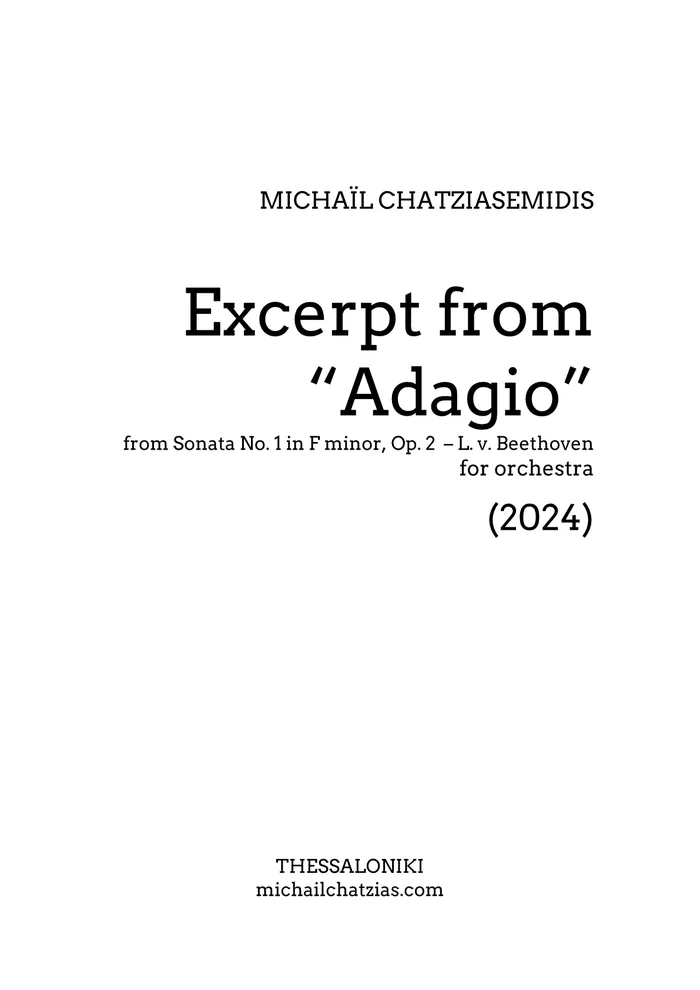 MICHAÏL CHATZIASEMIDIS
Excerpt from
“Adagio”
from Sonata No. 1 in F minor, Op. 2 – L. v. Beethoven
for orchestra
(2024)
THESSALONIKI
michailchatzias.com